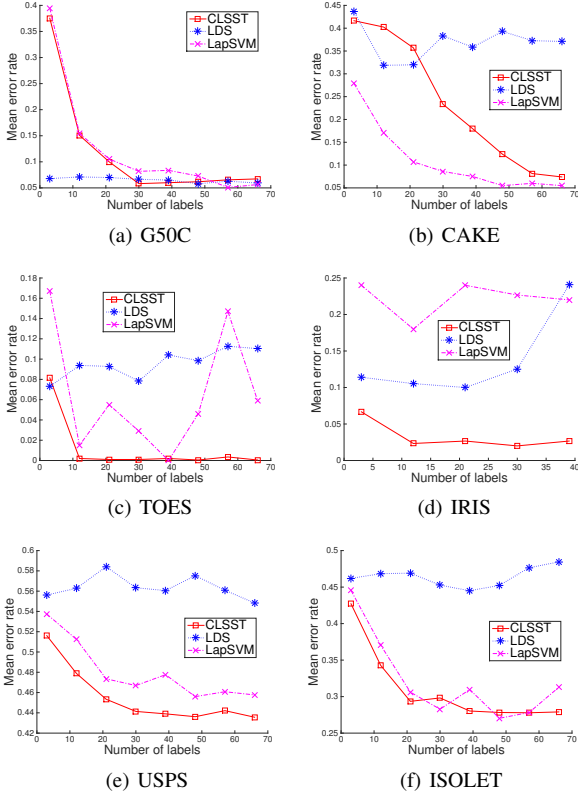 0.4
0.35
0.3
0.25
0.2
0.15
0.1
0.05
Mean error rate
CLSST
LDS
LapSVM
0 10 20 30 40 50 60 70
Number of labels
(a) G50C
0.45
0.4
0.35
0.3
0.25
0.2
0.15
0.1
0.05
Mean error rate
CLSST
LDS
LapSVM
0 10 20 30 40 50 60 70
Number of labels
(b) CAKE
0.18
0.16
0.14
0.12
0.1
0.08
0.06
0.04
0.02
0
Mean error rate
CLSST
LDS
LapSVM
0 10 20 30 40 50 60 70
Number of labels
(c) TOES
0.25
0.2
0.15
0.1
0.05
0
Mean error rate
CLSST
LDS
LapSVM
0 5 10 15 20 25 30 35 40
Number of labels
(d) IRIS
0.6
0.58
0.56
0.54
0.52
0.5
0.48
0.46
0.44
0.42
Mean error rate
CLSST
LDS
LapSVM
0 10 20 30 40 50 60 70
Number of labels
(e) USPS
0.5
0.45
0.4
0.35
0.3
0.25
Mean error rate
CLSST
LDS
LapSVM
0 10 20 30 40 50 60 70
Number of labels
(f) ISOLET